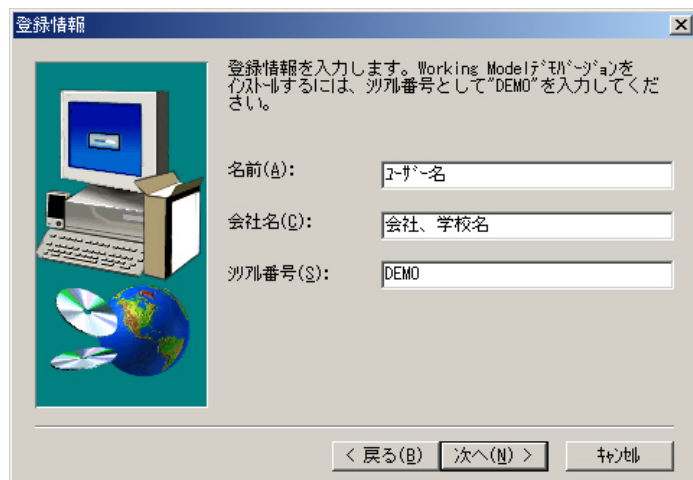 登録情報
登録情報を入力します。Working Modelﾃﾞﾓﾊﾞｰｼﾞｮﾝを
ｲﾝｽﾄｰﾙするには、ｼﾘｱﾙ番号として"DEMO"を入力してくだ
さい。
名前(A):
ﾕｰｻﾞｰ名
会社名(C):
会社、学校名
ｼﾘｱﾙ番号(S):
DEMO
< 戻る(B)
次へ(N) >
ｷｬﾝｾﾙ